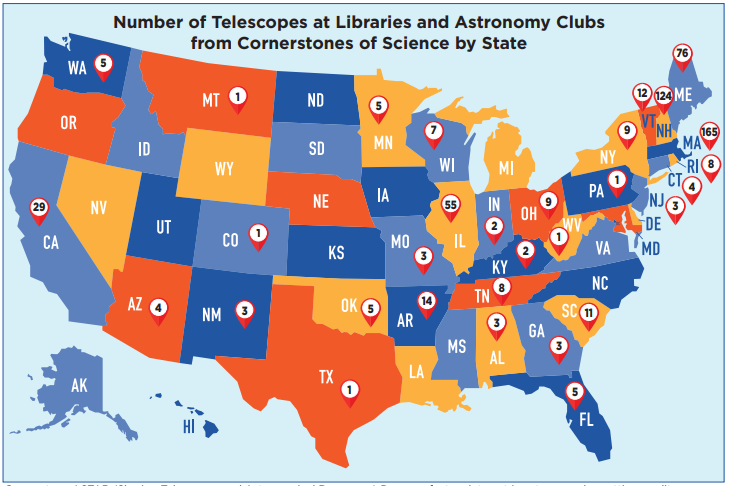 Number of Telescopes at Libraries and Astronomy Clubs
from Cornerstones of Science by State
WA 5
MT 1
ND
MN 5
OR
ID
SD
WI 7
MI
NY 9
VT 12
NH 124
ME 76
MA 165
RI 8
CT 4
NJ 3
WY
NE
IA
PA 1
NV
UT
CO 1
KS
MO 3
IL 55
IN 2
OH 9
WV 1
DE
MD
VA
CA 29
KY 2
NC
AZ 4
NM 3
OK 5
AR 14
TN 8
SC 11
MS
AL 3
GA 3
TX 1
LA
FL 5
AK
HI